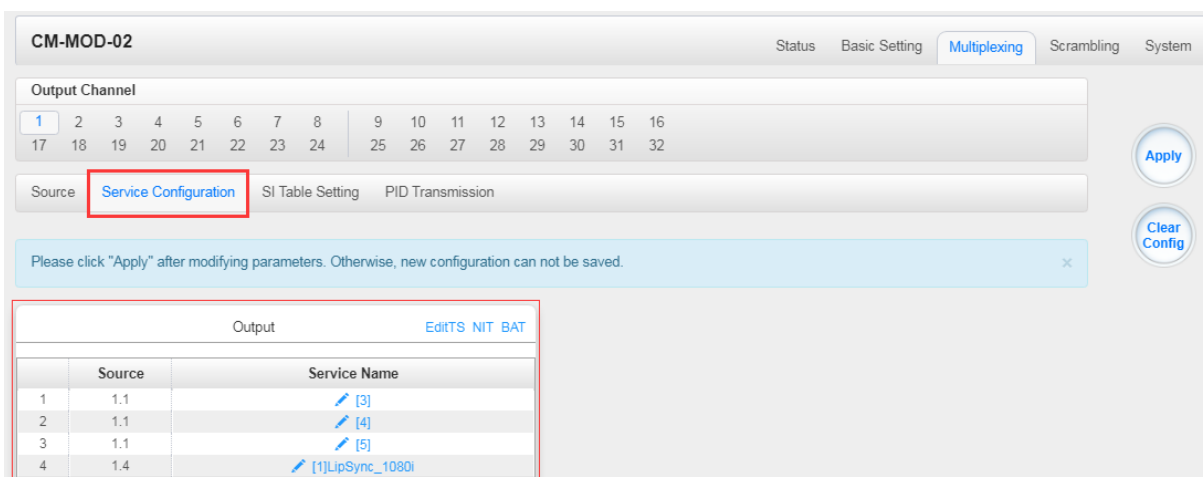 CM-MOD-02
Status Basic Setting Multiplexing Scrambling System
Output Channel
1 2 3 4 5 6 7 8 9 10 11 12 13 14 15 16
17 18 19 20 21 22 23 24 25 26 27 28 29 30 31 32
Apply
Source Service Configuration SI Table Setting PID Transmission
Clear
Config
Please click "Apply" after modifying parameters. Otherwise, new configuration can not be saved. ×
Output EditTS NIT BAT
Source Service Name
1 1.1 [3]
2 1.1 [4]
3 1.1 [5]
4 1.4 [1]LipSync_1080i